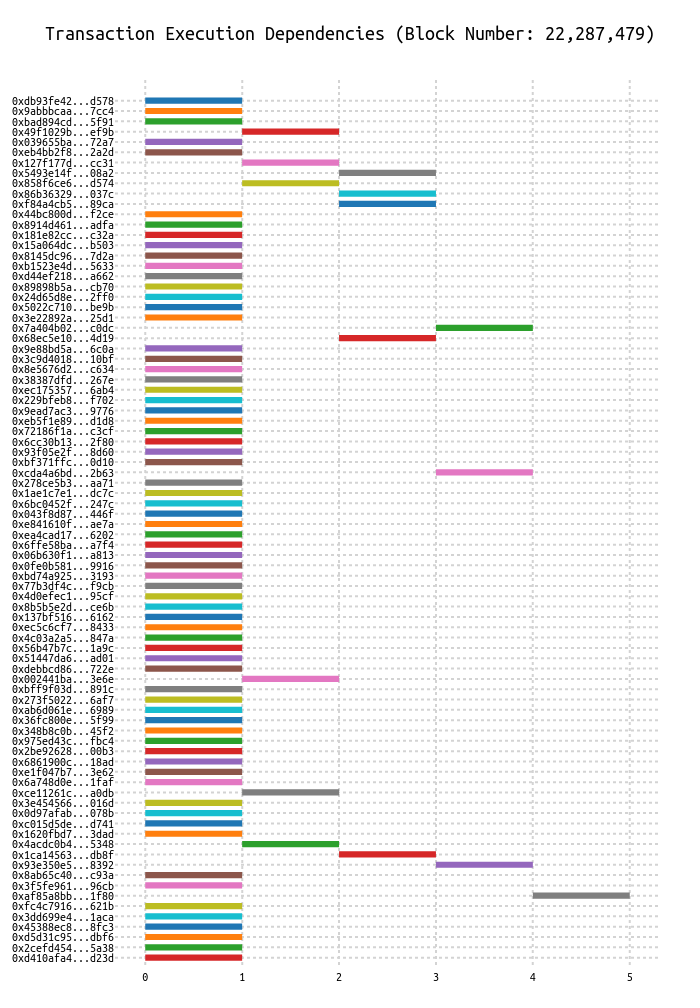 Transaction Execution Dependencies (Block Number: 22,287,479)
0xdb93fe42...d578
0x9abbbcaa...7cc4
0xbad894cd...5f91
0x49f1029b...ef9b
0x039655ba...72a7
0xeb4bb2f8...2a2d
0x127f177d...cc31
0x5493e14f...08a2
0x858f6ce6...d574
0x86b36329...037c
0xf84a4cb5...89ca
0x44bc800d...f2ce
0x8914d461...adfa
0x181e82cc...c32a
0x15a064dc...b503
0x8145dc96...7d2a
0xb1523e4d...5633
0xd44ef218...a662
0x89898b5a...cb70
0x24d65d8e...2ff0
0x5022c710...be9b
0x3e22892a...25d1
0x7a404b02...c0dc
0x68ec5e10...4d19
0x9e88bd5a...6c0a
0x3c9d4018...10bf
0x8e5676d2...c634
0x38387dfd...267e
0xec175357...6ab4
0x229bfeb8...f702
0x9ead7ac3...9776
0xeb5f1e89...d1d8
0x72186f1a...c3cf
0x6cc30b13...2f80
0x93f05e2f...8d60
0xbf371ffc...0d10
0xcda4a6bd...2b63
0x278ce5b3...aa71
0x1ae1c7e1...dc7c
0x6bc0452f...247c
0x043f8d87...446f
0xe841610f...ae7a
0xea4cad17...6202
0x6ffe58ba...a7f4
0x06b630f1...a813
0x0fe0b581...9916
0xbd74a925...3193
0x77b3df4c...f9cb
0x4d0efec1...95cf
0x8b5b5e2d...ce6b
0x137bf516...6162
0xec5c6cf7...8433
0x4c03a2a5...847a
0x56b47b7c...1a9c
0x51447da6...ad01
0xdebbcd86...722e
0x002441ba...3e6e
0xbff9f03d...891c
0x273f5022...6af7
0xab6d061e...6989
0x36fc800e...5f99
0x348b8c0b...45f2
0x975ed43c...fbc4
0x2be92628...00b3
0x6861900c...18ad
0xe1f047b7...3e62
0x6a748d0e...1faf
0xce11261c...a0db
0x3e454566...016d
0x0d97afab...078b
0xc015d5de...d741
0x1620fbd7...3dad
0x4acdc0b4...5348
0x1ca14563...db8f
0x93e350e5...8392
0x8ab65c40...c93a
0x3f5fe961...96cb
0xaf85a8bb...1f80
0xfc4c7916...621b
0x3dd699e4...1aca
0x45388ec8...8fc3
0xd5d31c95...dbf6
0x2cefd454...5a38
0xd410afa4...d23d
0 1 2 3 4 5